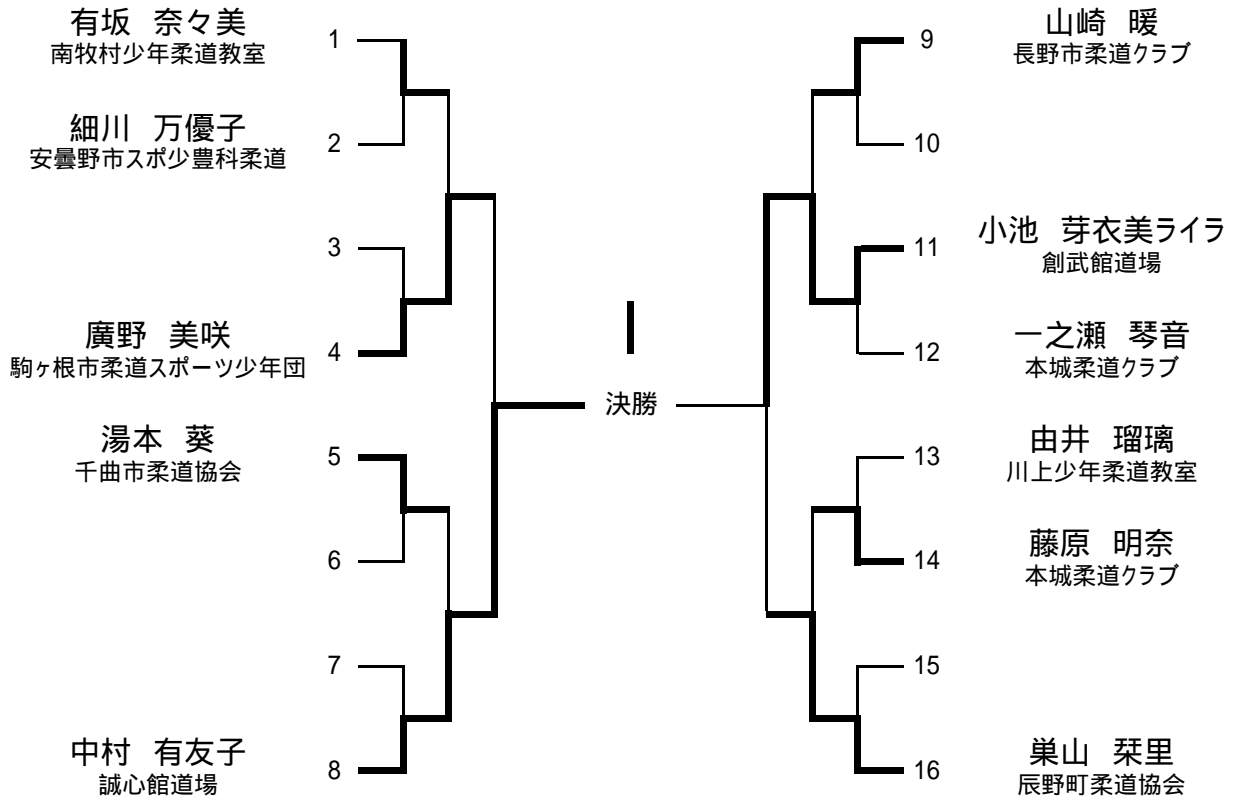 有坂 奈々美
南牧村少年柔道教室
1
細川 万優子
安曇野市スポ少豊科柔道
2
3
廣野 美咲
駒ヶ根市柔道スポーツ少年団
4
湯本 葵
千曲市柔道協会
5
6
7
中村 有友子
誠心館道場
8
決勝
9
山崎 暖
長野市柔道クラブ
10
11
小池 芽衣美ライラ
創武館道場
12
一之瀬 琴音
本城柔道クラブ
13
由井 瑠璃
川上少年柔道教室
14
藤原 明奈
本城柔道クラブ
15
16
巣山 栞里
辰野町柔道協会